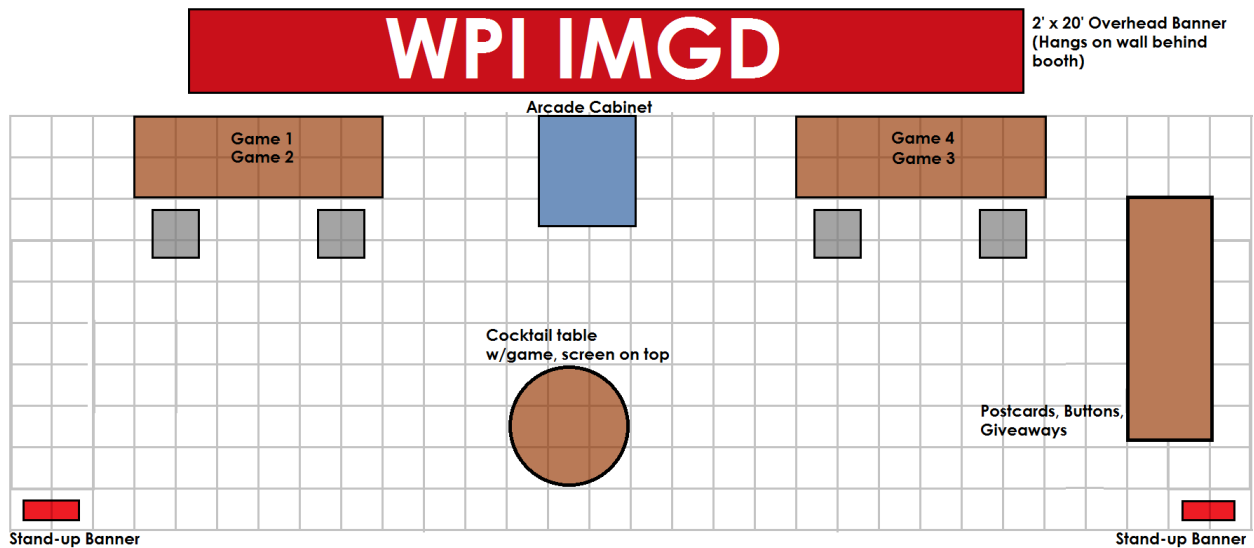 WPI IMGD
2' x 20' Overhead Banner
(Hangs on wall behind
booth)
Arcade Cabinet
Game 1
Game 2
Game 4
Game 3
Cocktail table
w/game, screen on top
Postcards, Buttons,
Giveaways
Stand-up Banner
Stand-up Banner